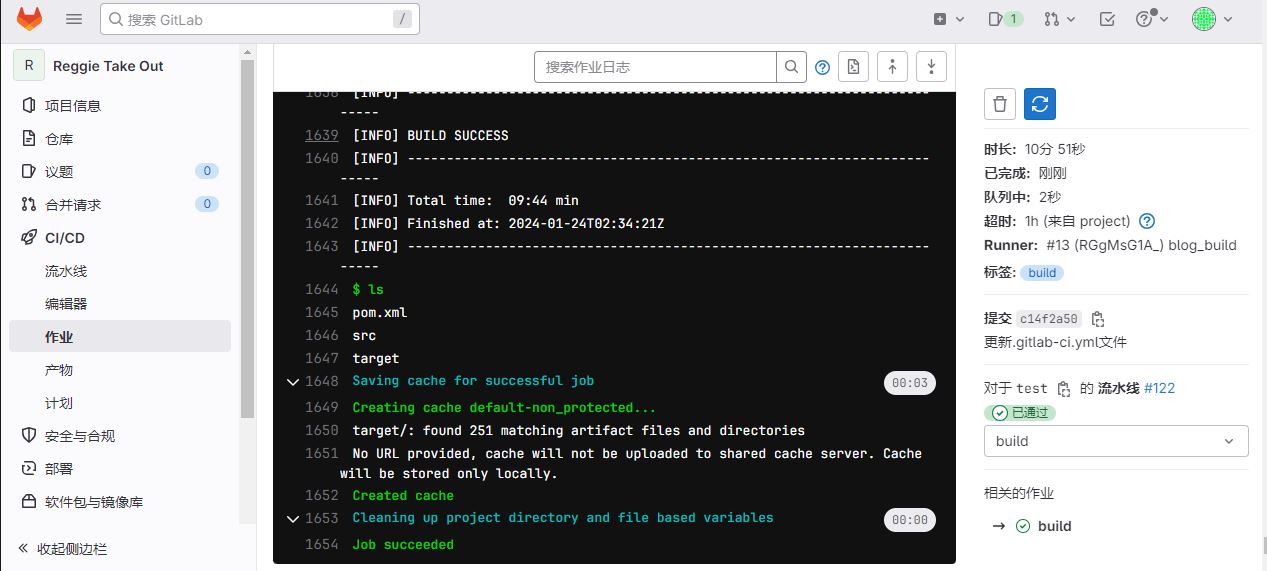 搜索 GitLab
/
1
R
Reggie Take Out
项目信息
仓库
议题
0
合并请求
0
CI/CD
流水线
编辑器
作业
产物
计划
安全与合规
部署
软件包与镜像库
收起侧边栏
搜索作业日志
1638 [INFO] ------------------------------------------------------------------------
1639 [INFO] BUILD SUCCESS
1640 [INFO] -------------------------------------------------------------------
-----
1641 [INFO] Total time:  09:44 min
1642 [INFO] Finished at: 2024-01-24T02:34:21Z
1643 [INFO] -------------------------------------------------------------------
-----
1644 $ ls
1645 pom.xml
1646 src
1647 target
1648 Saving cache for successful job
00:03
1649 Creating cache default-non_protected...
1650 target/: found 251 matching artifact files and directories
1651 No URL provided, cache will not be uploaded to shared cache server. Cache
will be stored only locally.
1652 Created cache
1653 Cleaning up project directory and file based variables
00:00
1654 Job succeeded
时长: 10分 51秒
已完成: 刚刚
队列中: 2秒
超时: 1h (来自 project)
Runner: #13 (RGgMsG1A_) blog_build
标签: build
提交 c14f2a50
更新.gitlab-ci.yml文件
对于 test 的 流水线 #122
已通过
build
相关的作业
→ build